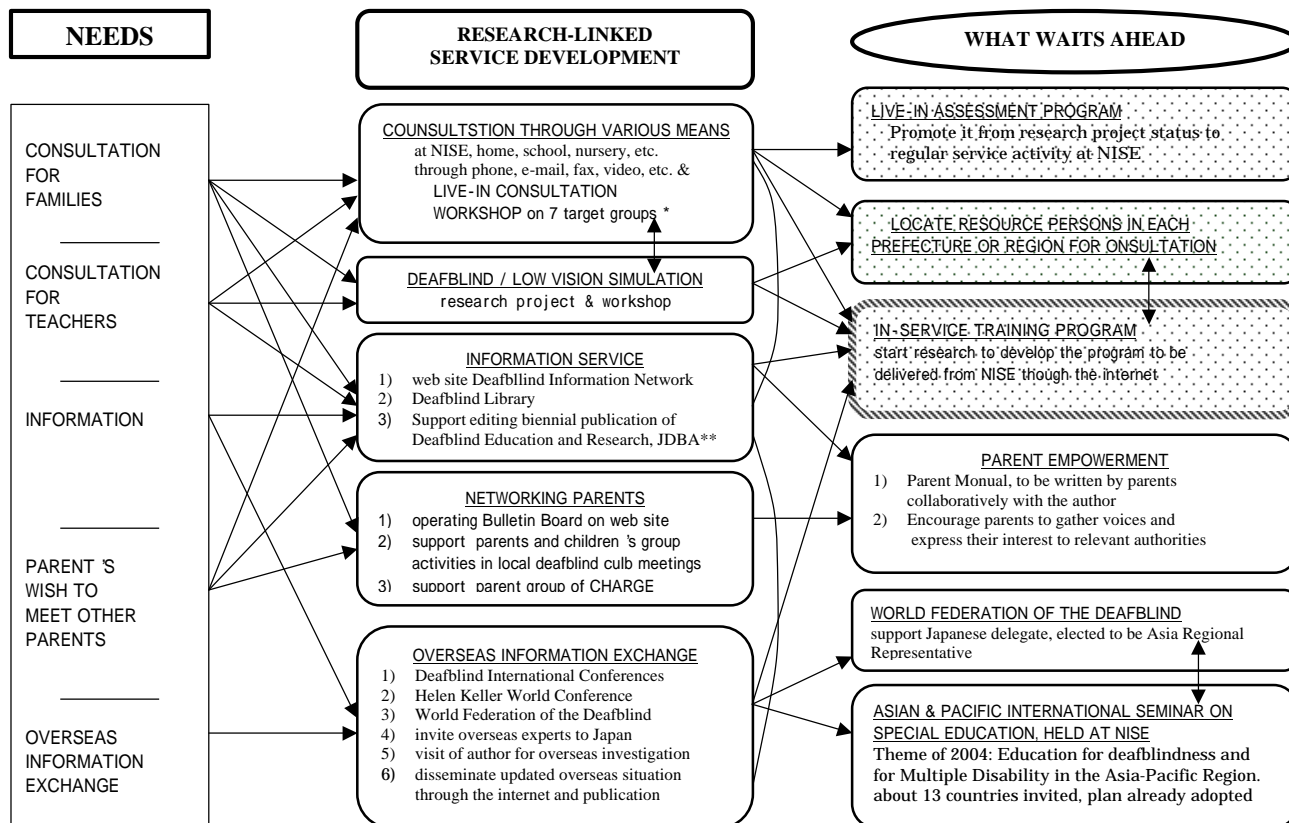 NEEDS
CONSULTATION
FOR
FAMILIES
CONSULTATION
FOR
TEACHERS
INFORMATION
PARENT 'S
WISH TO
MEET OTHER
PARENTS
OVERSEAS
INFORMATION
EXCHANGE
RESEARCH-LINKED
SERVICE DEVELOPMENT
COUNSULTSTION THROUGH VARIOUS MEANS
at NISE, home, school, nursery, etc.
through phone, e-mail, fax, video, etc. &
LIVE-IN CONSULTATION
WORKSHOP on 7 target groups *
DEAFBLIND / LOW VISION SIMULATION
research project & workshop
INFORMATION SERVICE
1) web site Deafbllind Information Network
2) Deafblind Library
3) Support editing biennial publication of
Deafblind Education and Research, JDBA**
NETWORKING PARENTS
1) operating Bulletin Board on web site
2) support parents and children 's group
activities in local deafblind culb meetings
3) support parent group of CHARGE
OVERSEAS INFORMATION EXCHANGE
1) Deafblind International Conferences
2) Helen Keller World Conference
3) World Federation of the Deafblind
4) invite overseas experts to Japan
5) visit of author for overseas investigation
6) disseminate updated overseas situation
through the internet and publication
WHAT WAITS AHEAD
LIVE-IN ASSESSMENT PROGRAM
Promote it from research project status to
regular service activity at NISE
LOCATE RESOURCE PERSONS IN EACH
PREFECTURE OR REGION FOR ONSULTATION
IN-SERVICE TRAINING PROGRAM
start research to develop the program to be
delivered from NISE though the internet
PARENT EMPOWERMENT
1) Parent Monual, to be written by parents
collaboratively with the author
2) Encourage parents to gather voices and
express their interest to relevant authorities
WORLD FEDERATION OF THE DEAFBLIND
support Japanese delegate, elected to be Asia Regional
Representative
ASIAN & PACIFIC INTERNATIONAL SEMINAR ON
SPECIAL EDUCATION, HELD AT NISE
Theme of 2004: Education for deafblindness and
for Multiple Disability in the Asia-Pacific Region.
about 13 countries invited, plan already adopted